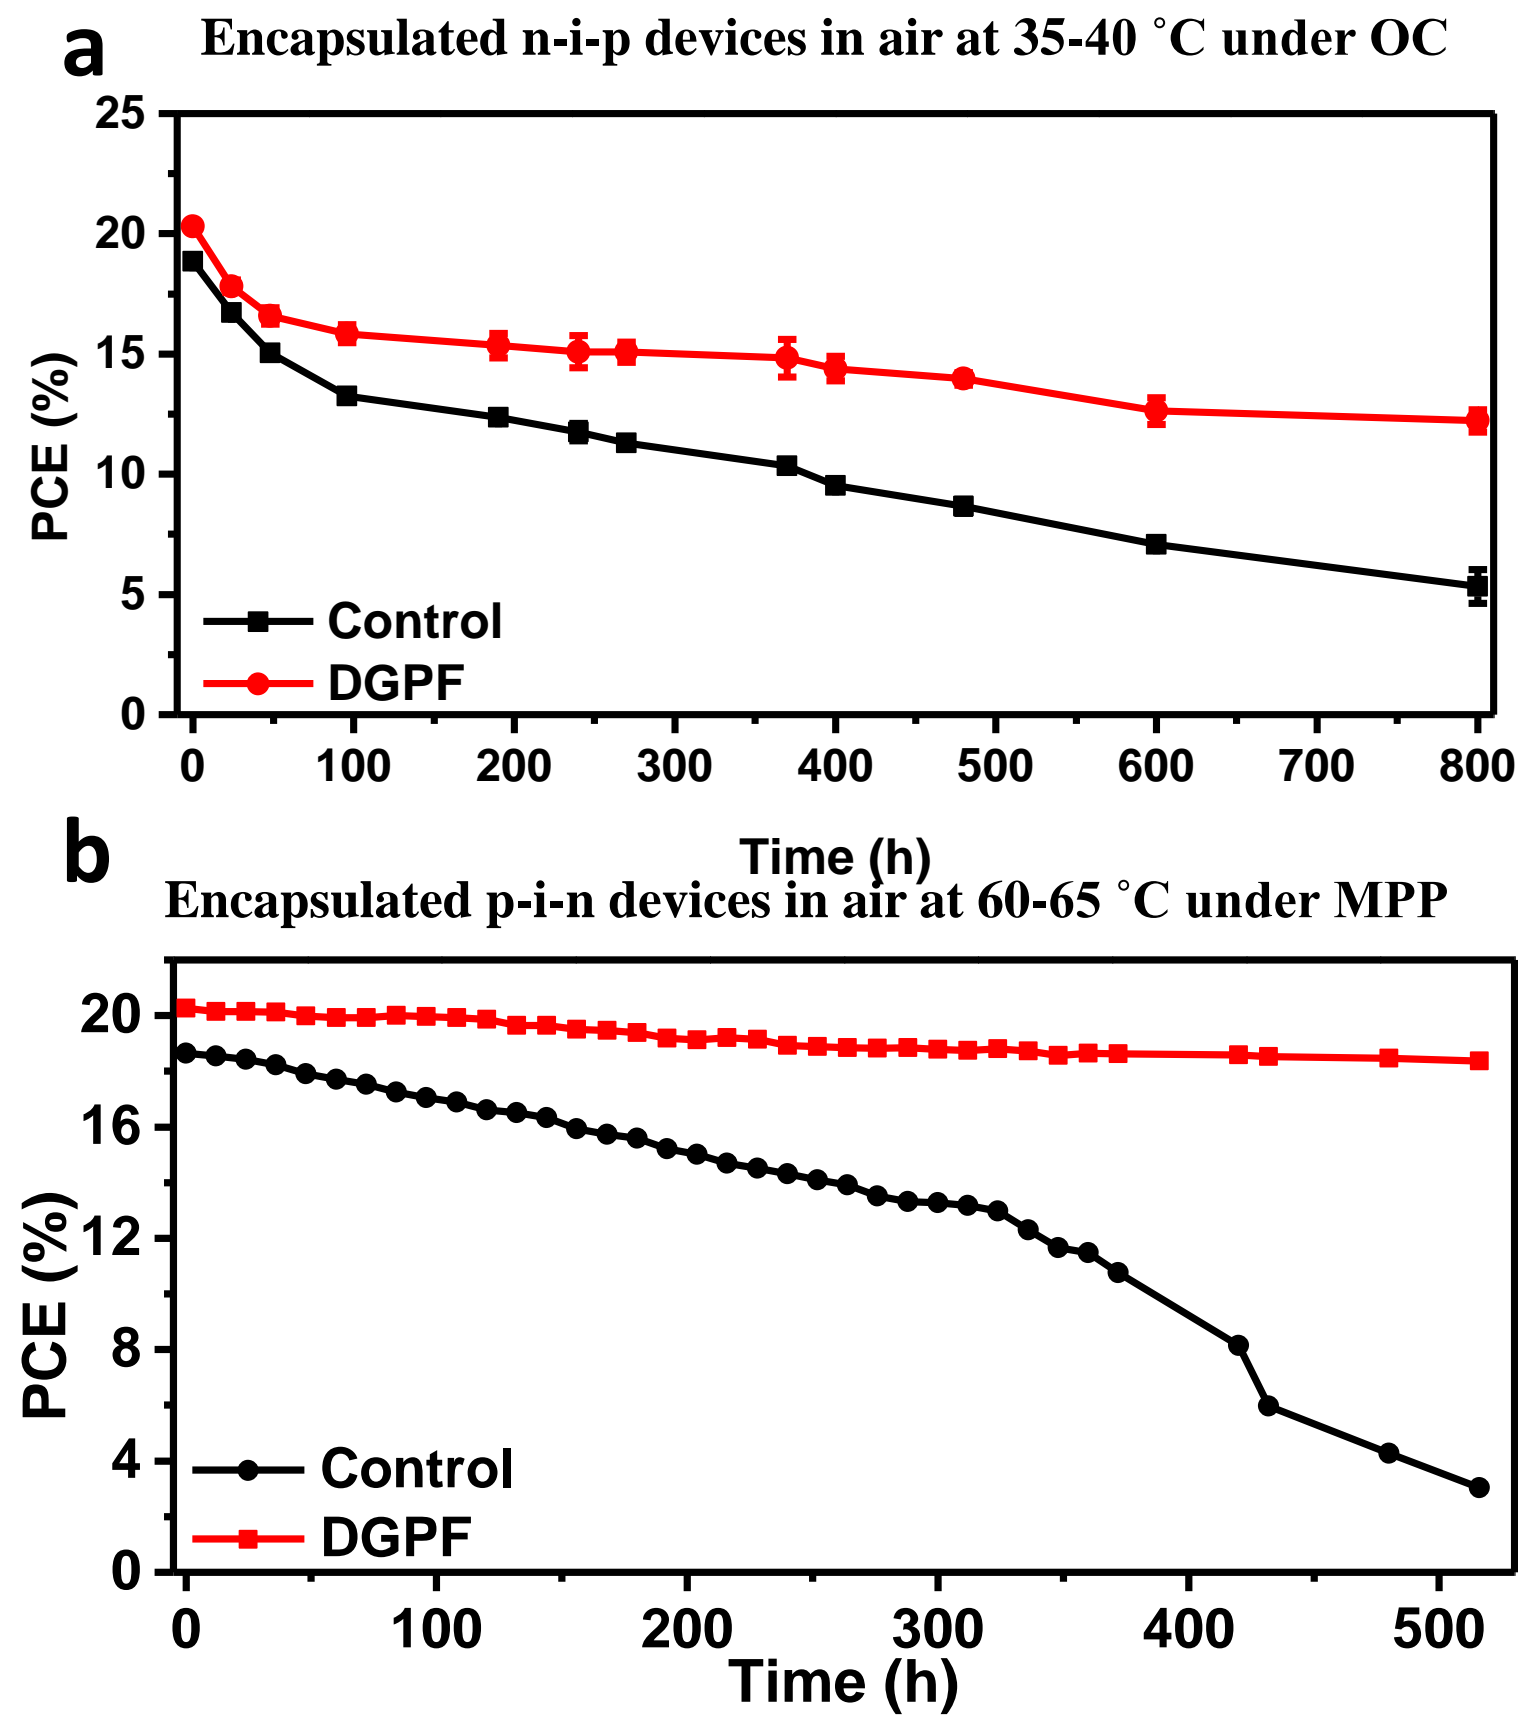 a
Encapsulated n-i-p devices in air at 35-40 ˚C under OC
25
20
15
10
5
0
PCE (%)
Control
DGPF
0 100 200 300 400 500 600 700 800
Time (h)
b
Encapsulated p-i-n devices in air at 60-65 ˚C under MPP
20
16
12
8
4
0
PCE (%)
Control
DGPF
0 100 200 300 400 500
Time (h)